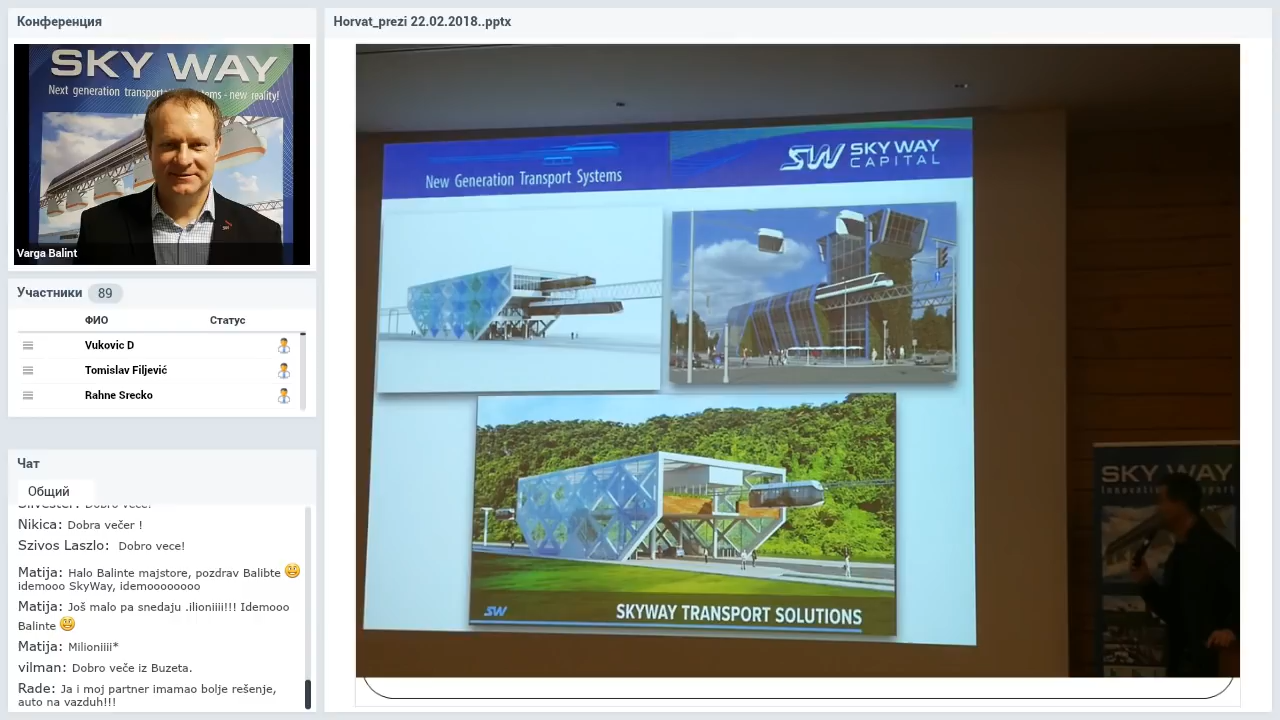 Конференция
SKY WAY
Next generation transportation systems - new reality!
Varga Balint
Участники 89
ФИО Статус
Vukovic D
Tomislav Filjević
Rahne Srecko
Чат
Общий
Silvester: Dobro veče!
Nikica: Dobra večer !
Szivos Laszlo: Dobro vece!
Matija: Halo Balinte majstore, pozdrav Balibte
idemooo SkyWay, idemoooooooo
Matija: Još malo pa snedaju .ilioniiii!!! Idemooo
Balinte
Matija: Milioniiii*
vilman: Dobro veče iz Buzeta.
Rade: Ja i moj partner imamao bolje rešenje,
auto na vazduh!!!
Horvat_prezi 22.02.2018..pptx
New Generation Transport Systems
SW SKY WAY
CAPITAL
SW
SKYWAY TRANSPORT SOLUTIONS
SKY WAY